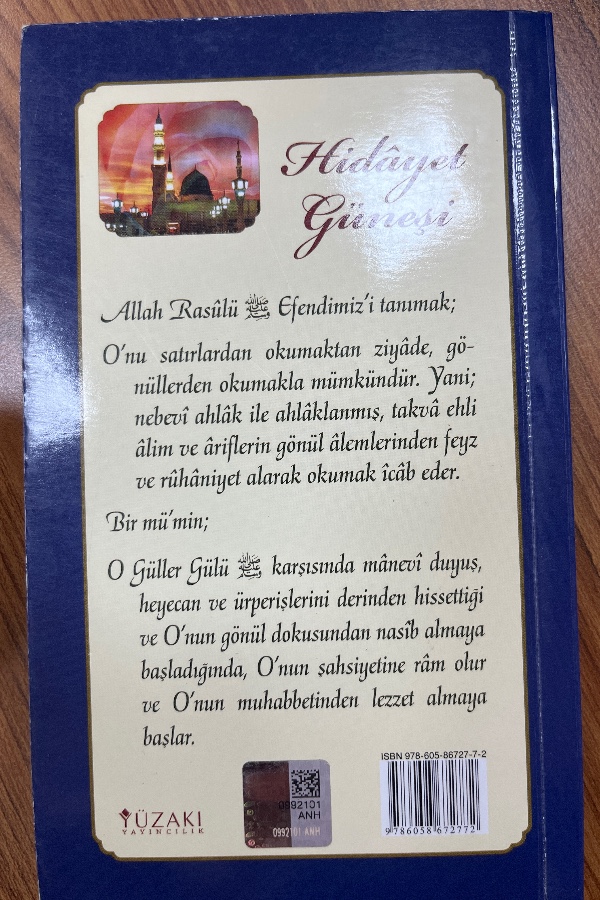 Hidâyet
Güneşi
Allah Rasûlü ﷺ Efendimiz'i tanımak;
O'nu satırlardan okumaktan ziyâde, gö-
nüllerden okumakla mümkündür. Yani;
nebevî ahlâk ile ahlâklanmış, takvâ ehli
âlim ve âriflerin gönül âlemlerinden feyz
ve rûhâniyet alarak okumak îcâb eder.
Bir mü'min;
O Güller Gülü ﷺ karşısında mânevî duyuş,
heyecan ve ürperişlerini derinden hissettiği
ve O'nun gönül dokusundan nasîb almaya
başladığında, O'nun şahsiyetine râm olur
ve O'nun muhabbetinden lezzet almaya
başlar.
ISBN 978-605-86727-7-2
9786058672772
0992101
ANH
0992101 ANH
YÜZAKI
YAYINCILIK